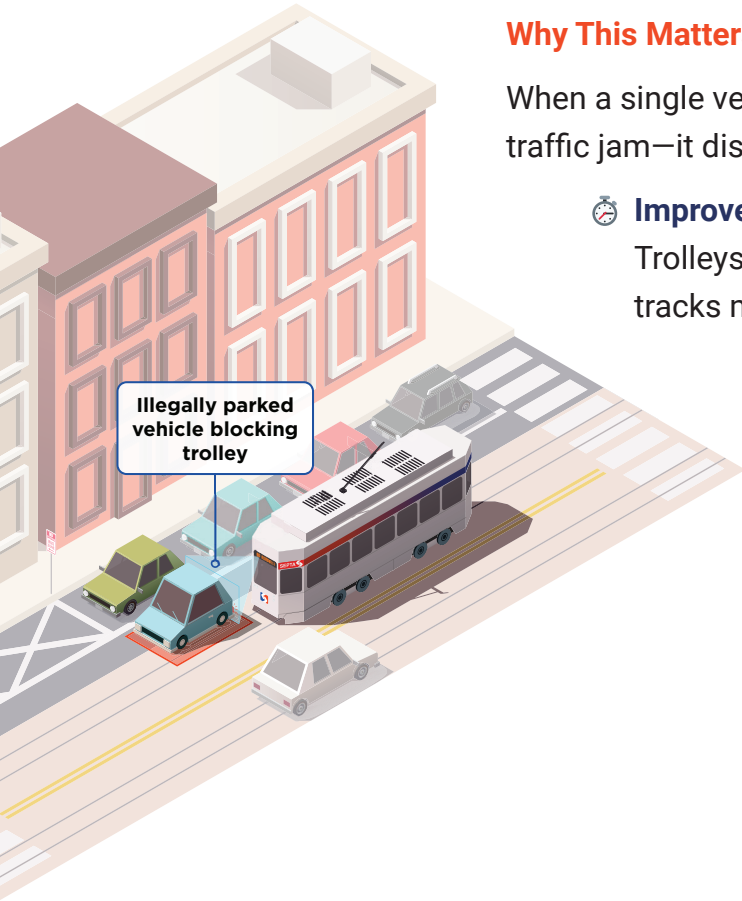 Why This Matter
When a single ve
traffic jam—it dis
Improve
Trolleys
tracks n
Illegally parked
vehicle blocking
trolley
SEPTA